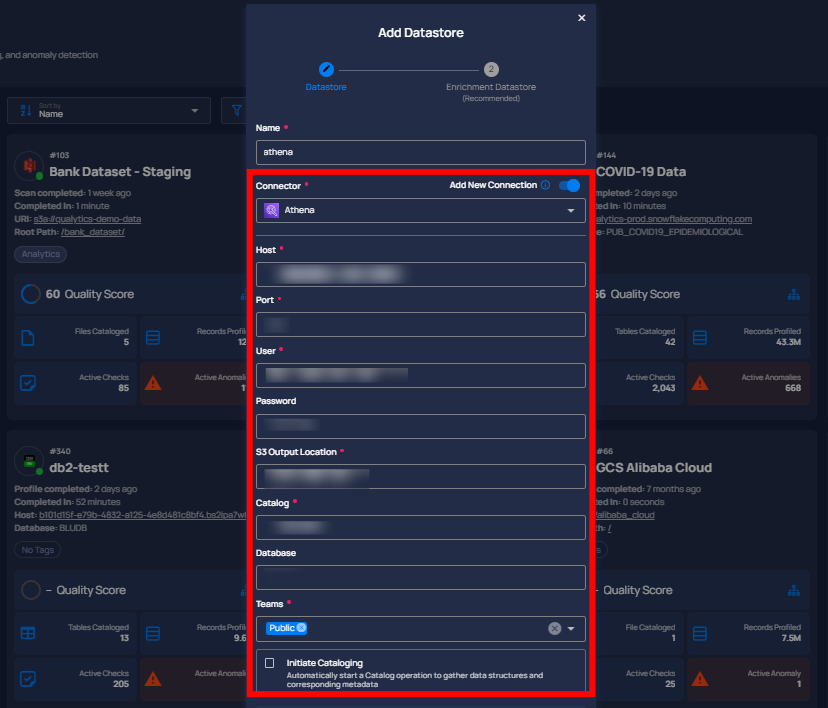 Add Datastore
Datastore
2
Enrichment Datastore
(Recommended)
, and anomaly detection
Sort by
Name
Name *
athena
Connector *
Add New Connection
Athena
Host *
Port *
User *
Password
S3 Output Location *
Catalog *
Database
Teams *
Public
Initiate Cataloging
Automatically start a Catalog operation to gather data structures and
corresponding metadata
#103
Bank Dataset - Staging
Scan completed: 1 week ago
Completed In: 1 minute
URI: s3a://qualytics-demo-data
Root Path: /bank_dataset/
Analytics
60 Quality Score
Files Cataloged
5
Records Profil
12
Active Checks
85
Active Anomal
#144
COVID-19 Data
mpleted: 2 days ago
ed In: 10 minutes
alytics-prod.snowflakecomputing.com
e: PUB_COVID19_EPIDEMIOLOGICAL
56 Quality Score
Tables Cataloged
42
Records Profiled
43.3M
Active Checks
2,043
Active Anomalies
668
#340
db2-testt
Profile completed: 2 days ago
Completed In: 52 minutes
Host: b101d15f-e79b-4832-a125-4e8d481c8bf4.bs2ipa7w
Database: BLUDB
No Tags
– Quality Score
Tables Cataloged
13
Records Profil
9.6
Active Checks
205
Active Anomal
#66
GCS Alibaba Cloud
completed: 7 months ago
ed In: 0 seconds
/alibaba_cloud
h: /
s
– Quality Score
File Cataloged
1
Records Profiled
7.5M
Active Checks
25
Active Anomaly
1